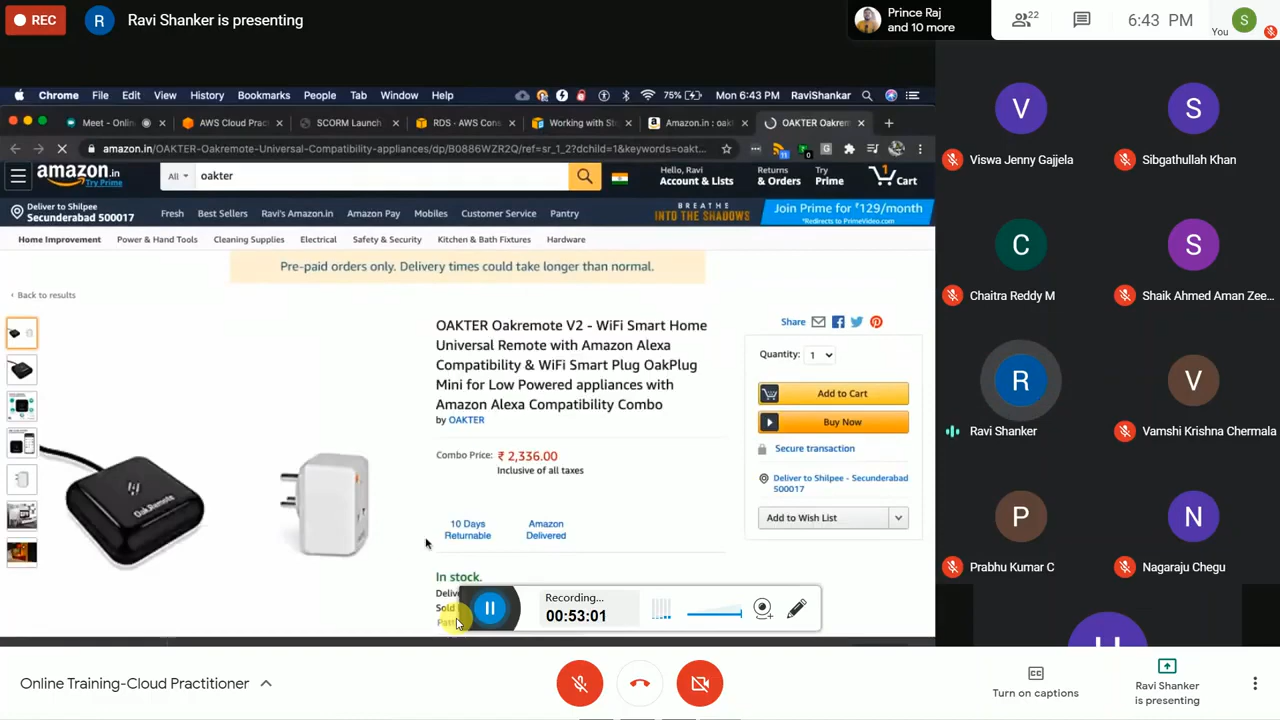 REC
R
Ravi Shanker is presenting
Prince Raj
and 10 more
22
6:43 PM
You
S
Chrome File Edit View History Bookmarks People Tab Window Help
75%
Mon 6:43 PM RaviShankar
Meet - Onlin
AWS Cloud Prac
SCORM Launch
RDS - AWS Con
Working with St
Amazon.in : oak
OAKTER Oakrem
amazon.in/OAKTER-Oakremote-Universal-Compatibility-appliances/dp/B0886WZR2Q/ref=sr_1_2?dchild=1&keywords=oakt...
amazon.in
Try Prime
All
oakter
Hello, Ravi
Account & Lists
Returns
& Orders
Try
Prime
1
Cart
Deliver to Shilpee
Secunderabad 500017
Fresh Best Sellers Ravi's Amazon.in Amazon Pay Mobiles Customer Service Pantry
BREATHE
INTO THE SHADOWS
Join Prime for ₹129/month
*Redirects to PrimeVideo.com
Home Improvement Power & Hand Tools Cleaning Supplies Electrical Safety & Security Kitchen & Bath Fixtures Hardware
Pre-paid orders only. Delivery times could take longer than normal.
‹ Back to results
OakRemote
OAKTER Oakremote V2 - WiFi Smart Home
Universal Remote with Amazon Alexa
Compatibility & WiFi Smart Plug OakPlug
Mini for Low Powered appliances with
Amazon Alexa Compatibility Combo
by OAKTER
Combo Price: ₹ 2,336.00
Inclusive of all taxes
10 Days
Returnable
Amazon
Delivered
In stock.
Share
Quantity: 1
Add to Cart
Buy Now
Secure transaction
Deliver to Shilpee - Secunderabad
500017
Add to Wish List
Recording...
00:53:01
V
Viswa Jenny Gajjela
S
Sibgathullah Khan
C
Chaitra Reddy M
S
Shaik Ahmed Aman Zee...
R
Ravi Shanker
V
Vamshi Krishna Chermala
P
Prabhu Kumar C
N
Nagaraju Chegu
Online Training-Cloud Practitioner
CC
Turn on captions
Ravi Shanker
is presenting